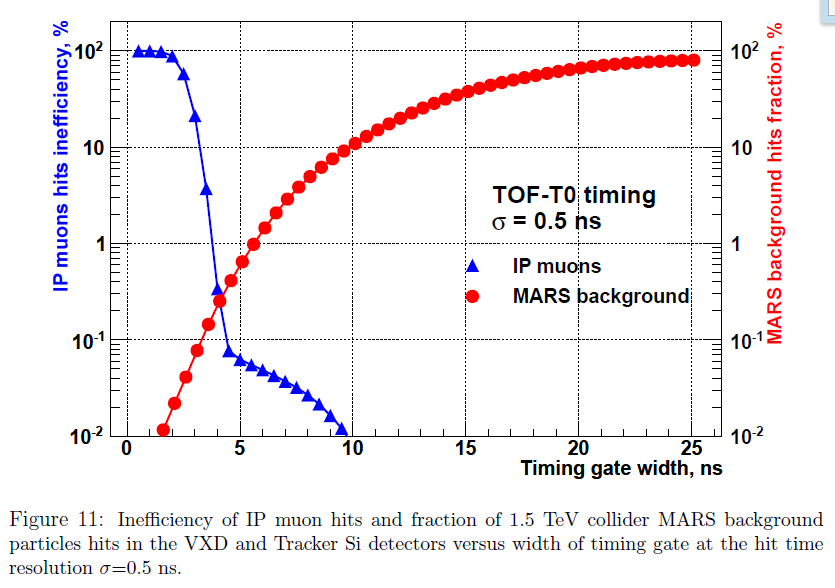 IP muons hits inefficiency, %
10²
10
1
10⁻¹
10⁻²
MARS background hits fraction, %
10²
10
1
10⁻¹
10⁻²
TOF-T0 timing
σ = 0.5 ns
IP muons
MARS background
0 5 10 15 20 25
Timing gate width, ns
Figure 11: Inefficiency of IP muon hits and fraction of 1.5 TeV collider MARS background
particles hits in the VXD and Tracker Si detectors versus width of timing gate at the hit time
resolution σ=0.5 ns.